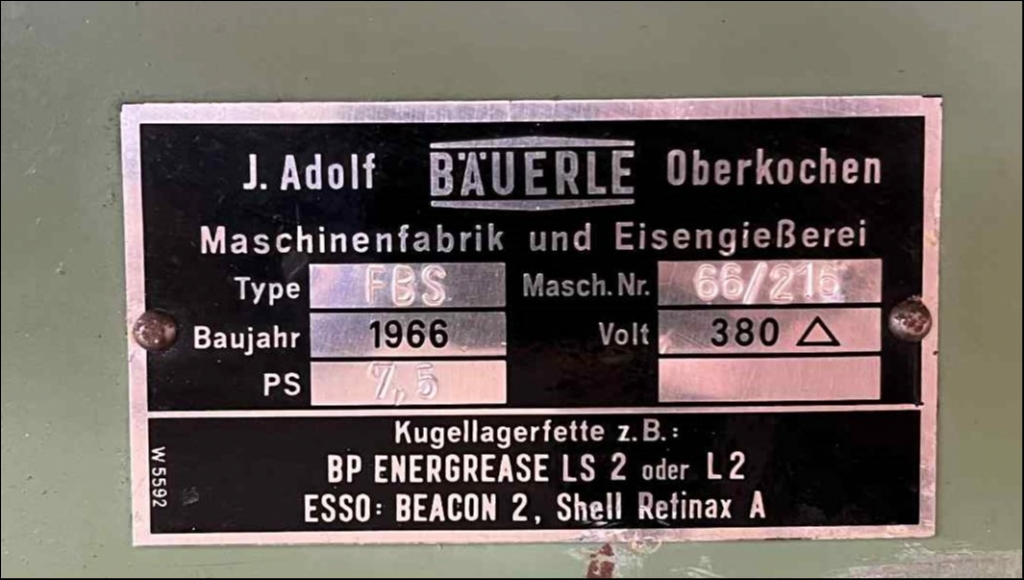 J. Adolf BÄUERLE Oberkochen
Maschinenfabrik und Eisengießerei
Type FBS Masch. Nr. 66/216
Baujahr 1966 Volt 380 △
PS 7,5
Kugellagerfette z.B.:
BP ENERGREASE LS 2 oder L 2
ESSO: BEACON 2, Shell Retinax A
W 5592